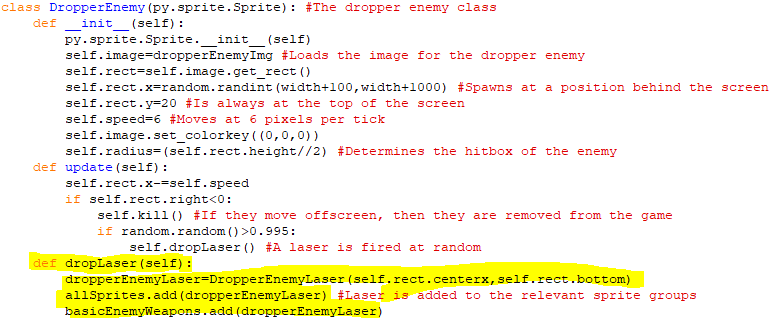 class DropperEnemy(py.sprite.Sprite): #The dropper enemy class
    def __init__(self):
        py.sprite.Sprite.__init__(self)
        self.image=dropperEnemyImg #Loads the image for the dropper enemy
        self.rect=self.image.get_rect()
        self.rect.x=random.randint(width+100,width+1000) #Spawns at a position behind the screen
        self.rect.y=20 #Is always at the top of the screen
        self.speed=6 #Moves at 6 pixels per tick
        self.image.set_colorkey((0,0,0))
        self.radius=(self.rect.height//2) #Determines the hitbox of the enemy
    def update(self):
        self.rect.x-=self.speed
        if self.rect.right<0:
            self.kill() #If they move offscreen, then they are removed from the game
            if random.random()>0.995:
                self.dropLaser() #A laser is fired at random
    def dropLaser(self):
        dropperEnemyLaser=DropperEnemyLaser(self.rect.centerx,self.rect.bottom)
        allSprites.add(dropperEnemyLaser) #Laser is added to the relevant sprite groups
        basicEnemyWeapons.add(dropperEnemyLaser)